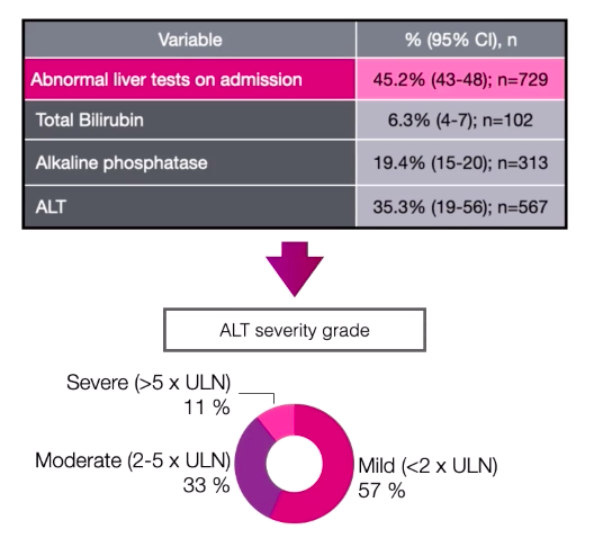 Variable % (95% CI), n
Abnormal liver tests on admission 45.2% (43-48); n=729
Total Bilirubin 6.3% (4-7); n=102
Alkaline phosphatase 19.4% (15-20); n=313
ALT 35.3% (19-56); n=567
ALT severity grade
Severe (>5 x ULN)
11 %
Moderate (2-5 x ULN)
33 %
Mild (<2 x ULN)
57 %